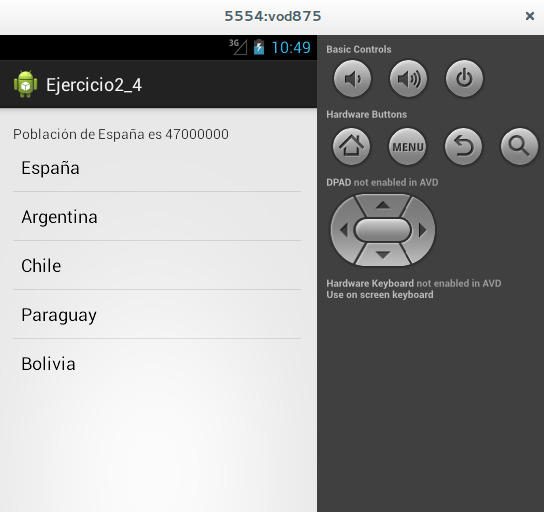 5554:vod875
3G 10:49
Ejercicio2_4
Población de España es 47000000
España
Argentina
Chile
Paraguay
Bolivia
Basic Controls
Hardware Buttons
MENU
DPAD not enabled in AVD
Hardware Keyboard not enabled in AVD
Use on screen keyboard